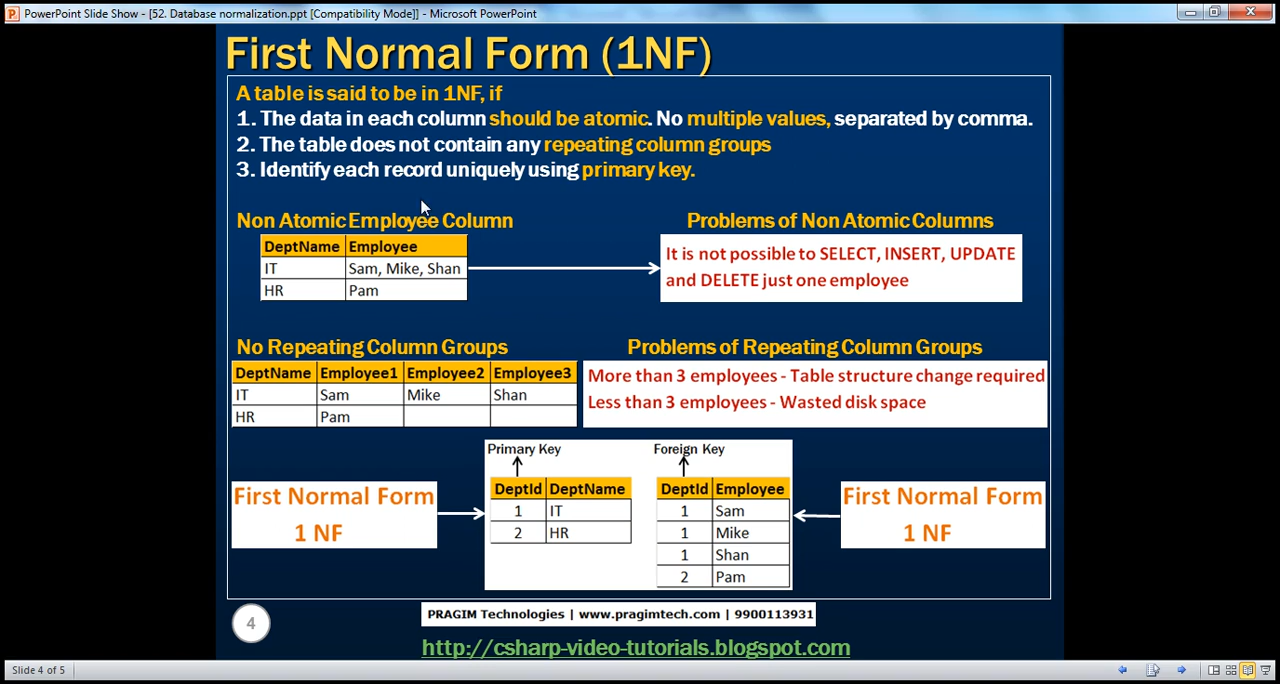 PowerPoint Slide Show - [52. Database normalization.ppt [Compatibility Mode]] - Microsoft PowerPoint
First Normal Form (1NF)
A table is said to be in 1NF, if
1. The data in each column should be atomic. No multiple values, separated by comma.
2. The table does not contain any repeating column groups
3. Identify each record uniquely using primary key.
Non Atomic Employee Column
DeptName Employee
IT Sam, Mike, Shan
HR Pam
Problems of Non Atomic Columns
It is not possible to SELECT, INSERT, UPDATE
and DELETE just one employee
No Repeating Column Groups
DeptName Employee1 Employee2 Employee3
IT Sam Mike Shan
HR Pam
Problems of Repeating Column Groups
More than 3 employees - Table structure change required
Less than 3 employees - Wasted disk space
First Normal Form
1 NF
Primary Key
DeptId DeptName
1 IT
2 HR
Foreign Key
DeptId Employee
1 Sam
1 Mike
1 Shan
2 Pam
First Normal Form
1 NF
4
PRAGIM Technologies | www.pragimtech.com | 9900113931
http://csharp-video-tutorials.blogspot.com
Slide 4 of 5